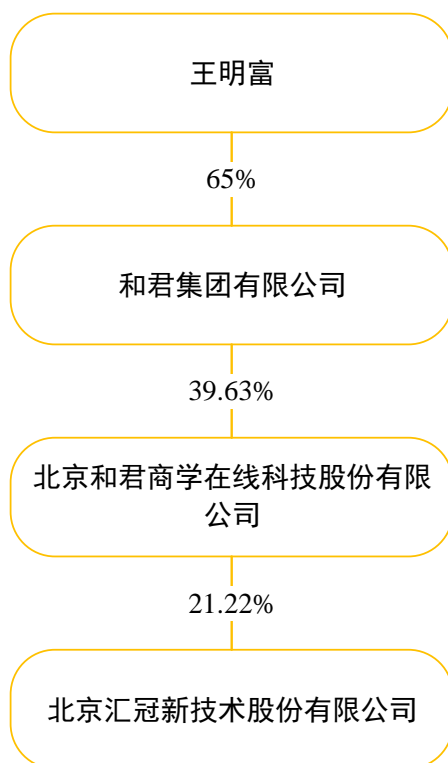 王明富
65%
和君集团有限公司
39.63%
北京和君商学在线科技股份有限
公司
21.22%
北京汇冠新技术股份有限公司